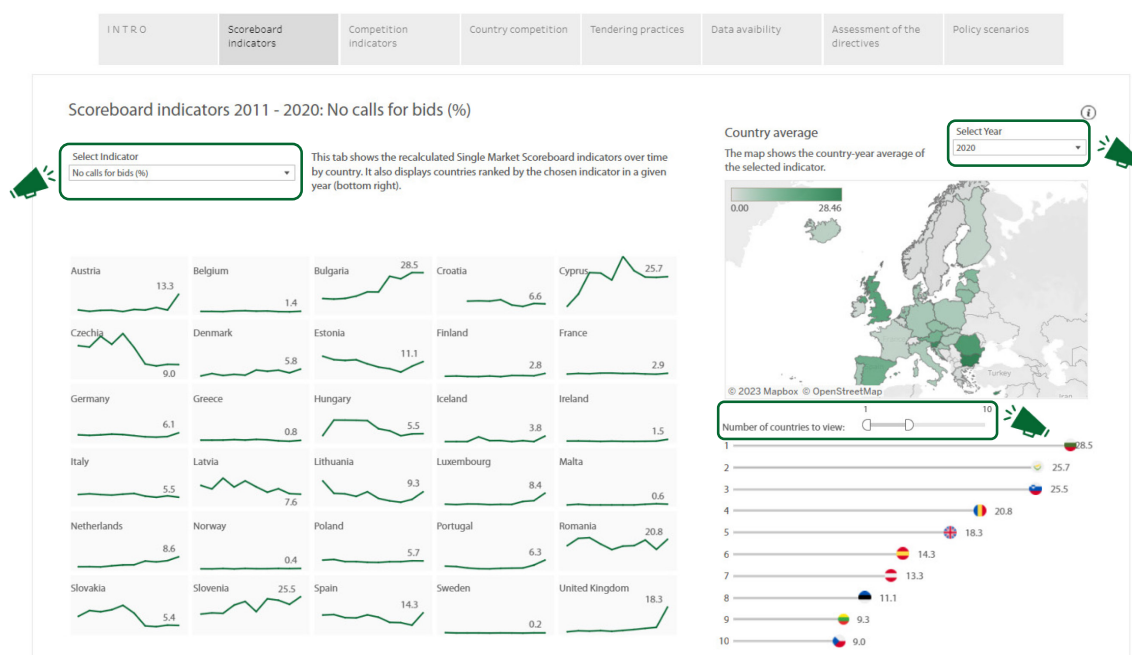 INTRO
Scoreboard
indicators
Competition
indicators
Country competition
Tendering practices
Data avaibility
Assessment of the
directives
Policy scenarios
Scoreboard indicators 2011 - 2020: No calls for bids (%)
i
Select Indicator
No calls for bids (%)
This tab shows the recalculated Single Market Scoreboard indicators over time
by country. It also displays countries ranked by the chosen indicator in a given
year (bottom right).
Country average
The map shows the country-year average of
the selected indicator.
Select Year
2020
0.00 28.46
Turkey
Iran
© 2023 Mapbox © OpenStreetMap
Austria
13.3
Belgium
1.4
Bulgaria
28.5
Croatia
6.6
Cyprus
25.7
Czechia
9.0
Denmark
5.8
Estonia
11.1
Finland
2.8
France
2.9
Germany
6.1
Greece
0.8
Hungary
5.5
Iceland
3.8
Ireland
1.5
Italy
5.5
Latvia
7.6
Lithuania
9.3
Luxembourg
8.4
Malta
0.6
Netherlands
8.6
Norway
0.4
Poland
5.7
Portugal
6.3
Romania
20.8
Slovakia
5.4
Slovenia
25.5
Spain
14.3
Sweden
0.2
United Kingdom
18.3
1 10
Number of countries to view:
1 28.5
2 25.7
3 25.5
4 20.8
5 18.3
6 14.3
7 13.3
8 11.1
9 9.3
10 9.0